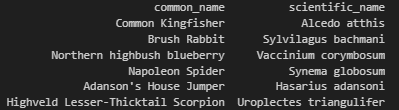 common_name scientific_name
Common Kingfisher Alcedo atthis
Brush Rabbit Sylvilagus bachmani
Northern highbush blueberry Vaccinium corymbosum
Napoleon Spider Synema globosum
Adanson's House Jumper Hasarius adansoni
Highveld Lesser-Thicktail Scorpion Uroplectes triangulifer